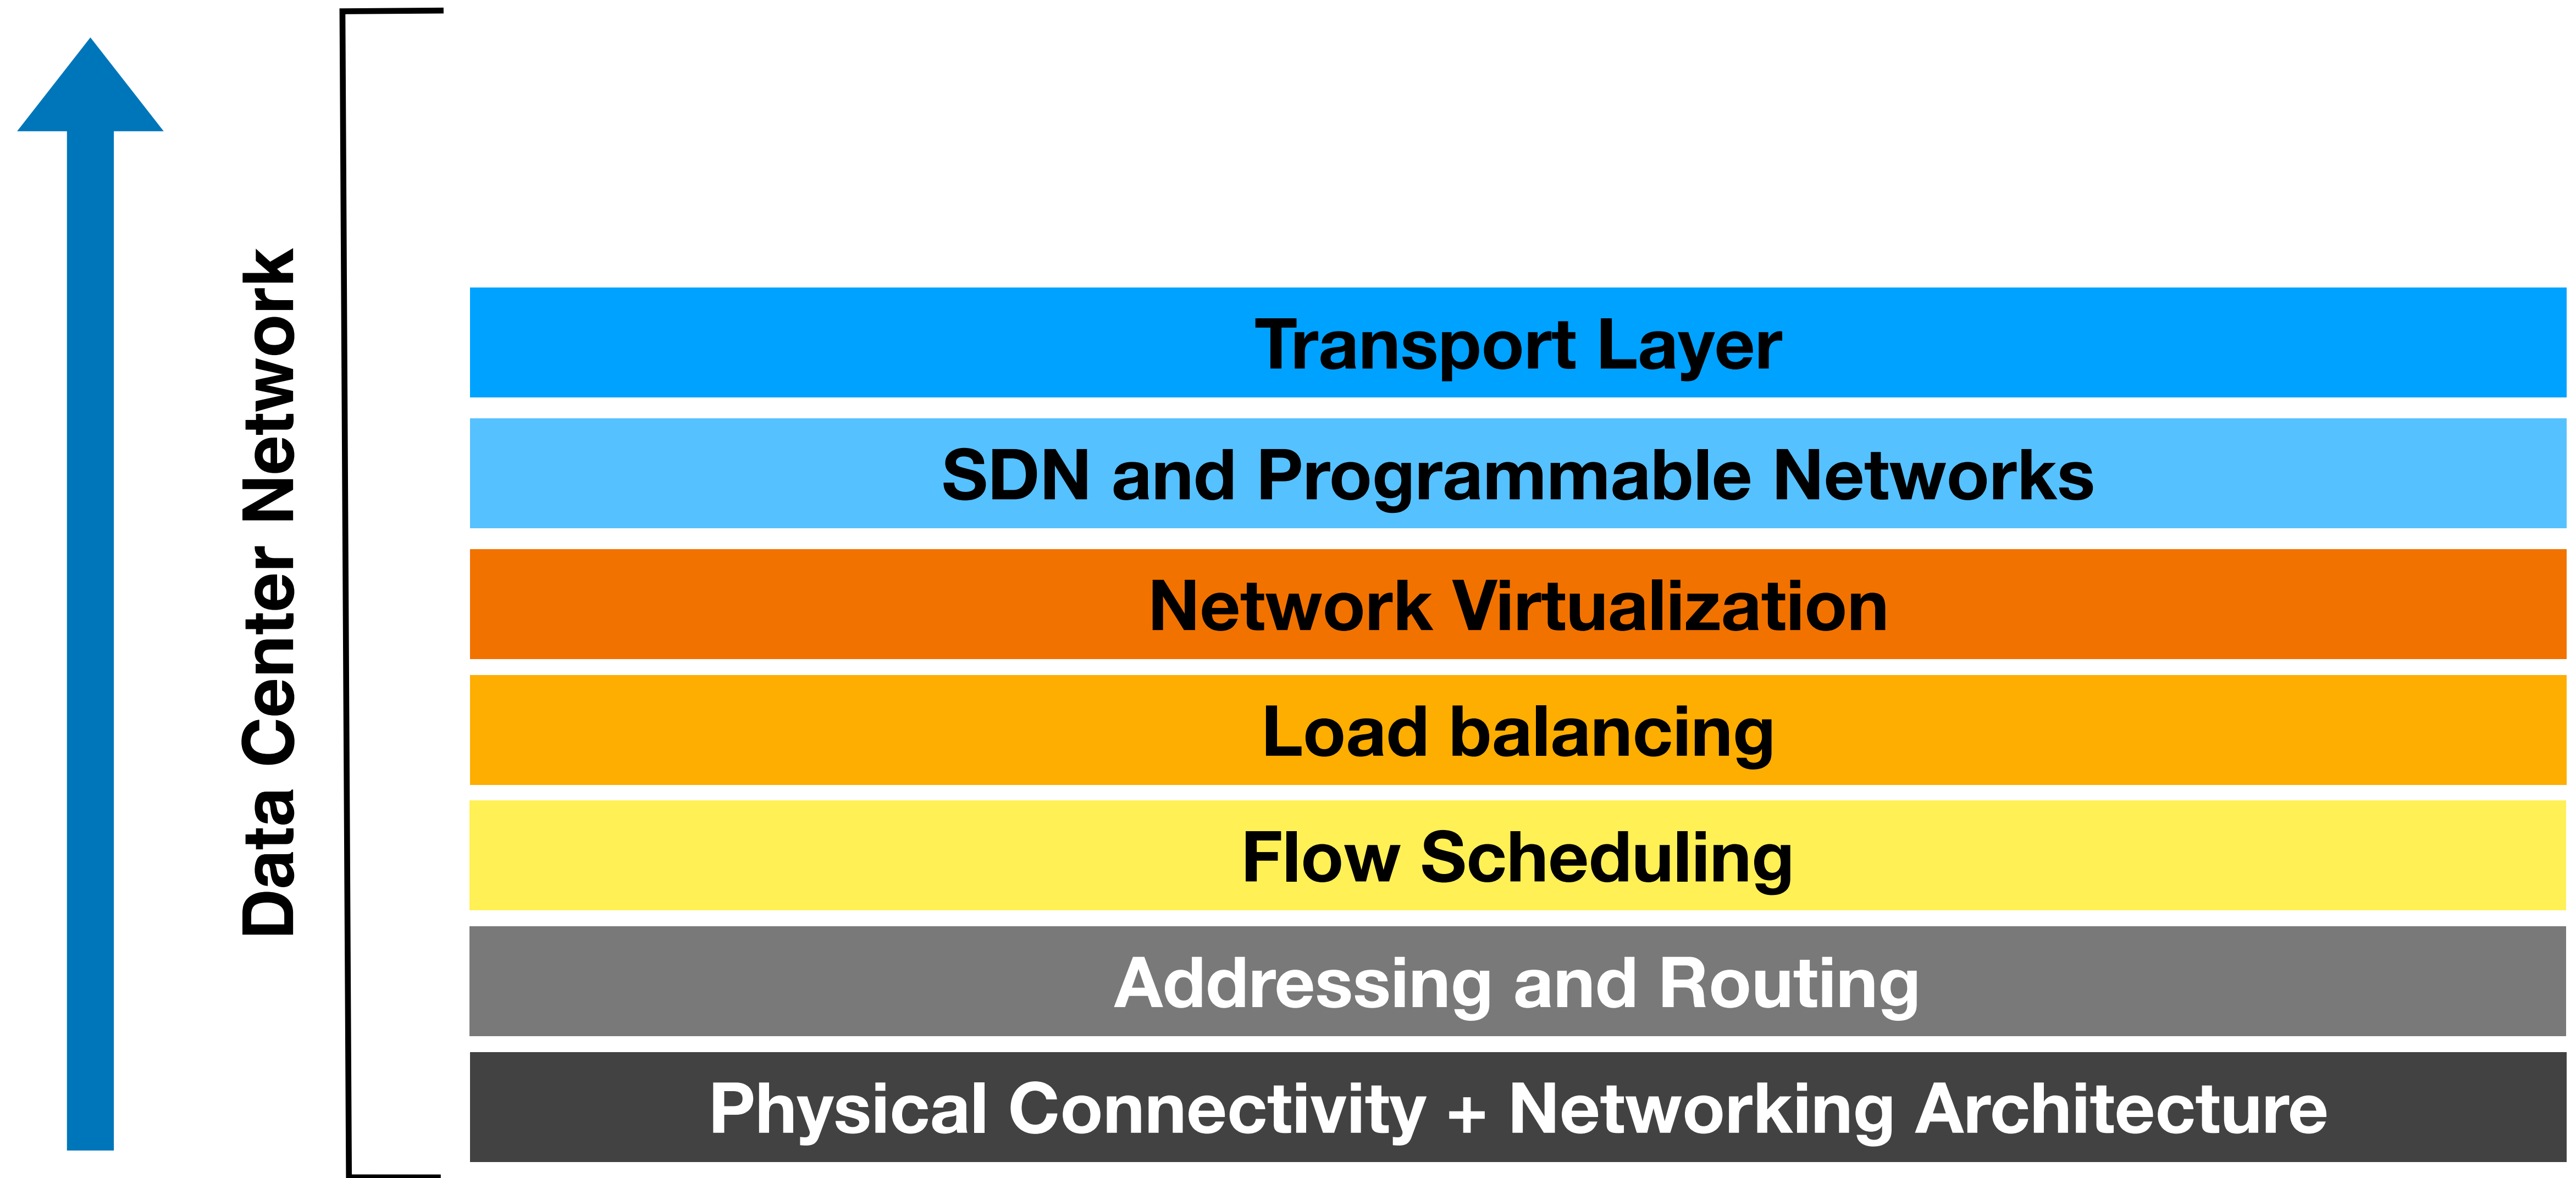 Data Center Network
Transport Layer
SDN and Programmable Networks
Network Virtualization
Load balancing
Flow Scheduling
Addressing and Routing
Physical Connectivity + Networking Architecture